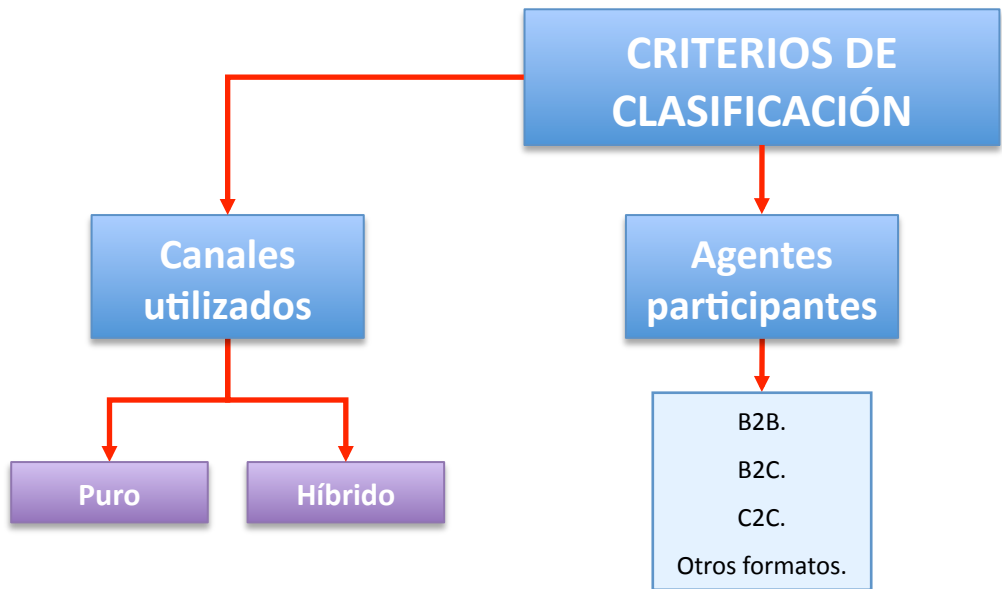 CRITERIOS DE
CLASIFICACIÓN
Canales
utilizados
Agentes
participantes
Puro
Híbrido
B2B.
B2C.
C2C.
Otros formatos.